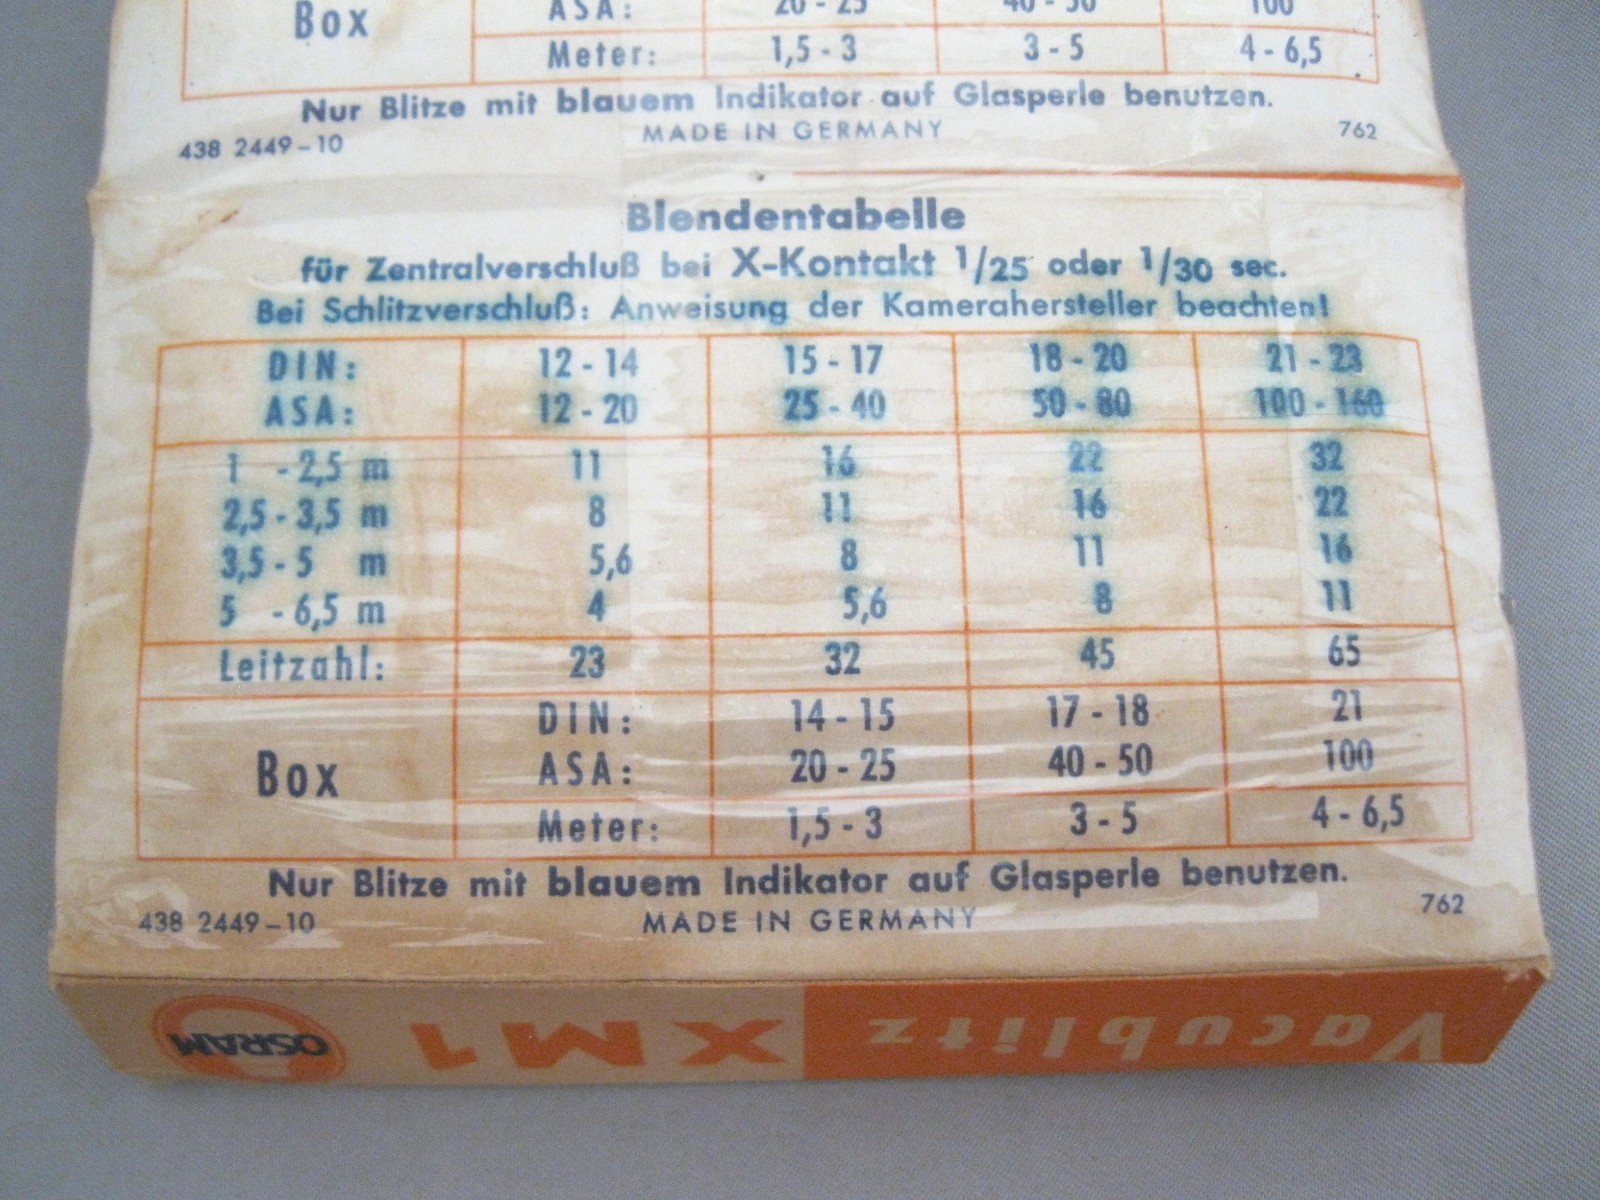 Box ASA: 20 - 25 40 - 50 100
Meter: 1,5 - 3 3 - 5 4 - 6,5
Nur Blitze mit blauem Indikator auf Glasperle benutzen.
438 2449-10 MADE IN GERMANY 762
Blendentabelle
für Zentralverschluß bei X-Kontakt 1/25 oder 1/30 sec.
Bei Schlitzverschluß: Anweisung der Kamerahersteller beachten!
DIN: 12 - 14 15 - 17 18 - 20 21 - 23
ASA: 12 - 20 25 - 40 50 - 80 100 - 160
1 - 2,5 m 11 16 22 32
2,5 - 3,5 m 8 11 16 22
3,5 - 5 m 5,6 8 11 16
5 - 6,5 m 4 5,6 8 11
Leitzahl: 23 32 45 65
DIN: 14 - 15 17 - 18 21
Box ASA: 20 - 25 40 - 50 100
Meter: 1,5 - 3 3 - 5 4 - 6,5
Nur Blitze mit blauem Indikator auf Glasperle benutzen.
438 2449-10 MADE IN GERMANY 762
Vacublitz XM1 OSRAM